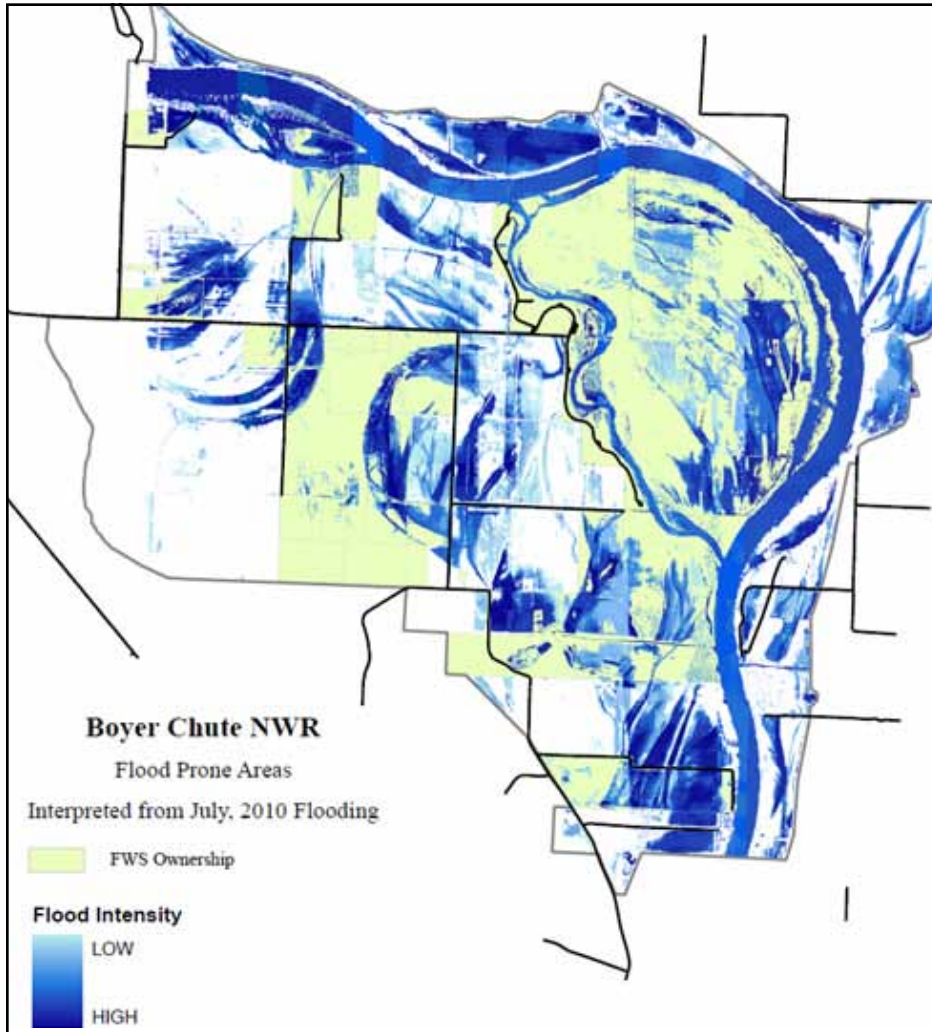 Boyer Chute NWR
Flood Prone Areas
Interpreted from July, 2010 Flooding
FWS Ownership
Flood Intensity
LOW
HIGH